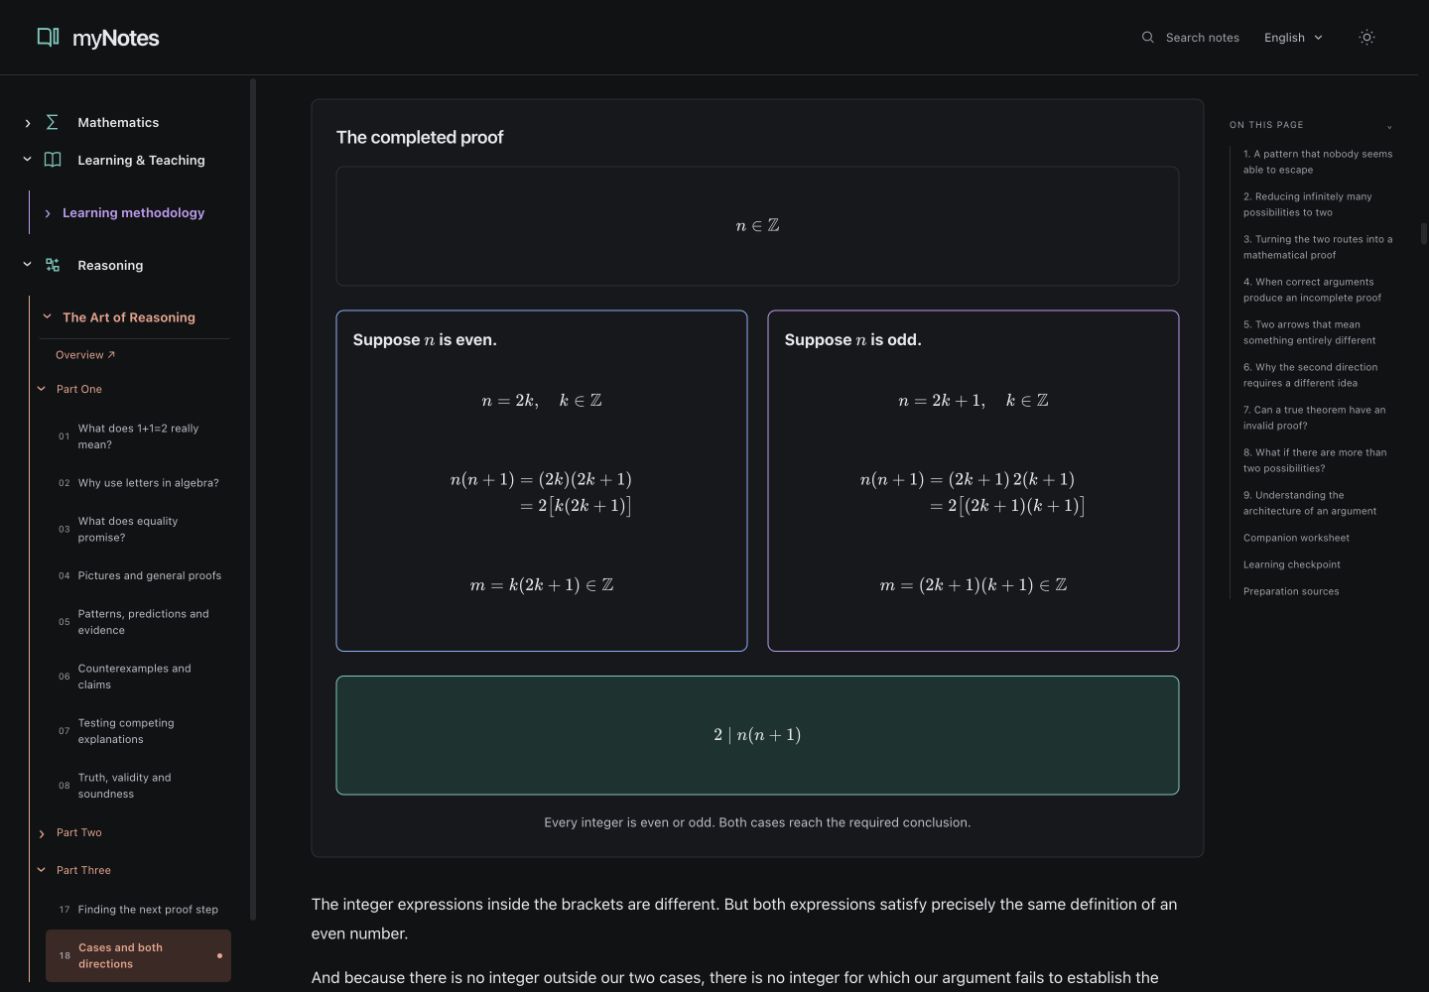 myNotes
Search notes
English
Mathematics
Learning & Teaching
Learning methodology
Reasoning
The Art of Reasoning
Overview ↗
Part One
01 What does 1+1=2 really
mean?
02 Why use letters in algebra?
03 What does equality
promise?
04 Pictures and general proofs
05 Patterns, predictions and
evidence
06 Counterexamples and
claims
07 Testing competing
explanations
08 Truth, validity and
soundness
Part Two
Part Three
17 Finding the next proof step
18 Cases and both
directions
The completed proof
n ∈ ℤ
Suppose n is even.
n = 2k, k ∈ ℤ
n(n + 1) = (2k)(2k + 1)
= 2[k(2k + 1)]
m = k(2k + 1) ∈ ℤ
Suppose n is odd.
n = 2k + 1, k ∈ ℤ
n(n + 1) = (2k + 1) 2(k + 1)
= 2[(2k + 1)(k + 1)]
m = (2k + 1)(k + 1) ∈ ℤ
2 | n(n + 1)
Every integer is even or odd. Both cases reach the required conclusion.
The integer expressions inside the brackets are different. But both expressions satisfy precisely the same definition of an
even number.
And because there is no integer outside our two cases, there is no integer for which our argument fails to establish the
ON THIS PAGE
1. A pattern that nobody seems
able to escape
2. Reducing infinitely many
possibilities to two
3. Turning the two routes into a
mathematical proof
4. When correct arguments
produce an incomplete proof
5. Two arrows that mean
something entirely different
6. Why the second direction
requires a different idea
7. Can a true theorem have an
invalid proof?
8. What if there are more than
two possibilities?
9. Understanding the
architecture of an argument
Companion worksheet
Learning checkpoint
Preparation sources